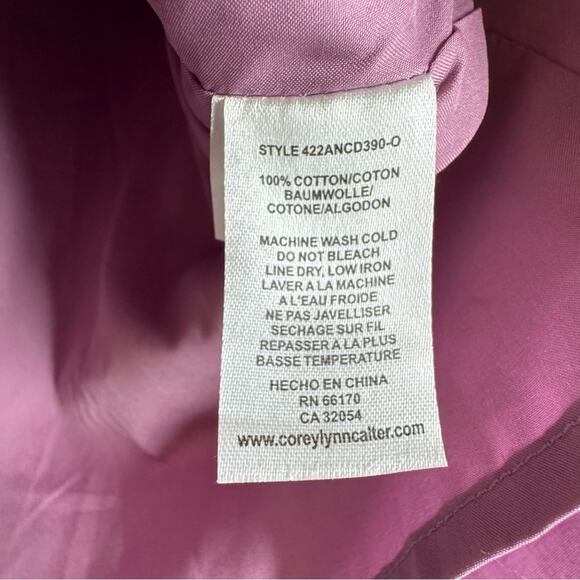 STYLE 422ANCD390-O
100% COTTON/COTON
BAUMWOLLE/
COTONE/ALGODON
MACHINE WASH COLD
DO NOT BLEACH
LINE DRY, LOW IRON
LAVER A LA MACHINE
A L'EAU FROIDE
NE PAS JAVELLISER
SECHAGE SUR FIL
REPASSER A LA PLUS
BASSE TEMPERATURE
HECHO EN CHINA
RN 66170
CA 32054
www.coreylynncalter.com